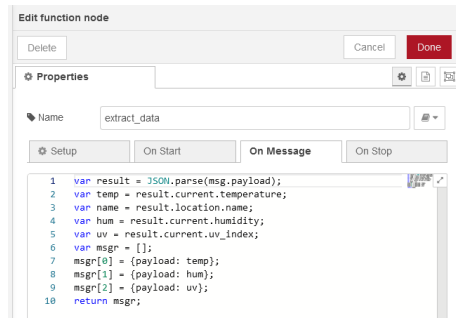 Edit function node
Delete Cancel Done
Properties
Name extract_data
Setup On Start On Message On Stop
1 var result = JSON.parse(msg.payload);
2 var temp = result.current.temperature;
3 var name = result.location.name;
4 var hum = result.current.humidity;
5 var uv = result.current.uv_index;
6 var msgr = [];
7 msgr[0] = {payload: temp};
8 msgr[1] = {payload: hum};
9 msgr[2] = {payload: uv};
10 return msgr;